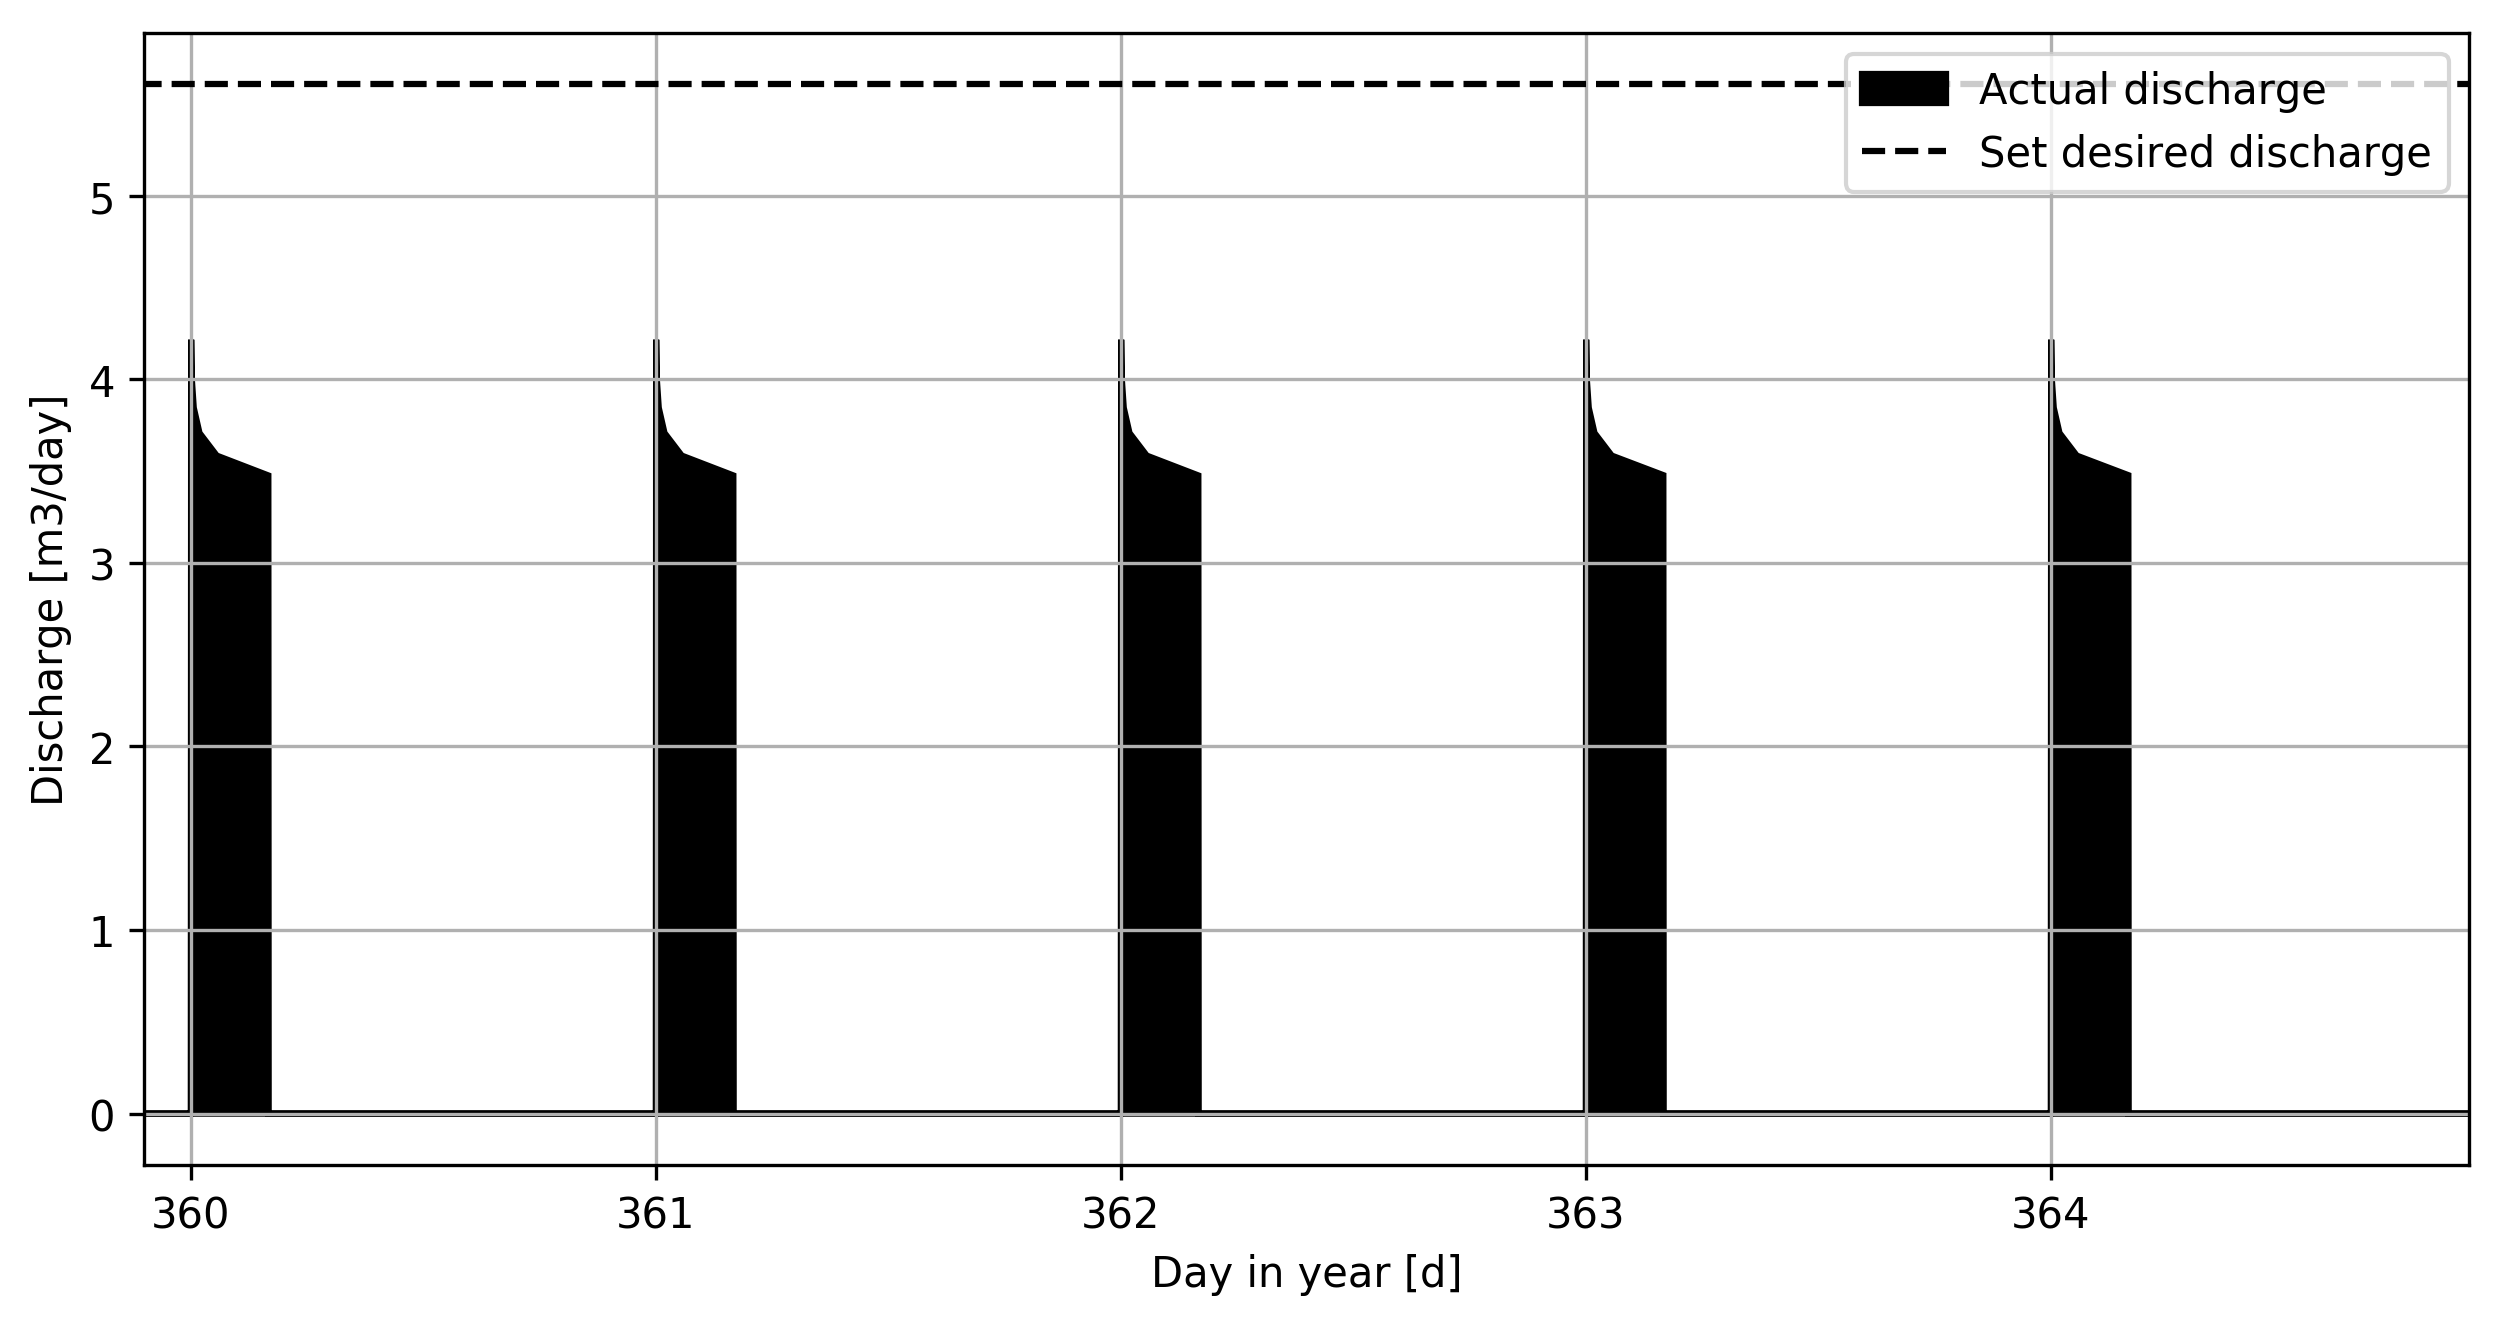 Actual discharge
Set desired discharge
5
4
3
2
1
0
Discharge [m3/day]
360 361 362 363 364
Day in year [d]